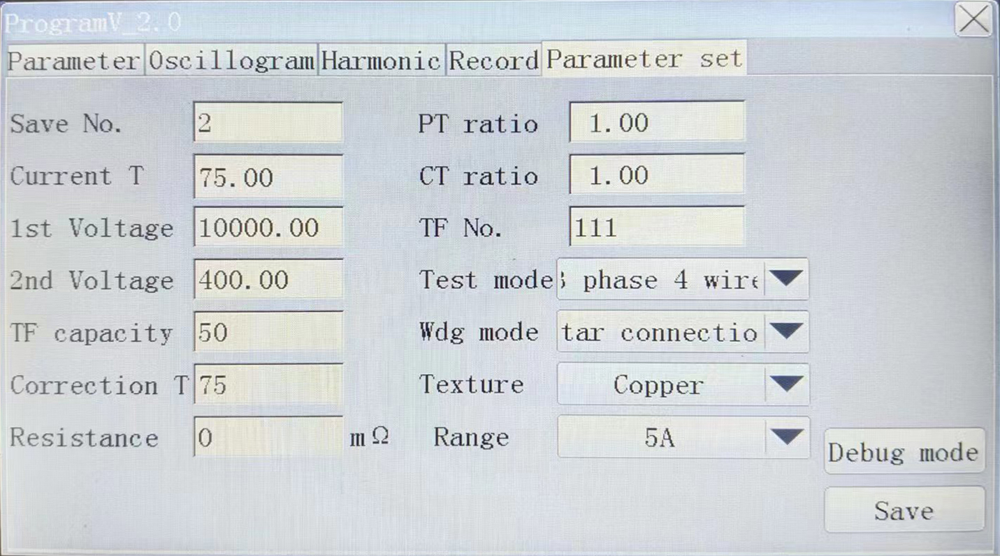 ProgramV_2.0
Parameter Oscillogram Harmonic Record Parameter set
Save No. 2 PT ratio 1.00
Current T 75.00 CT ratio 1.00
1st Voltage 10000.00 TF No. 111
2nd Voltage 400.00 Test mode phase 4 wire
TF capacity 50 Wdg mode tar connectio
Correction T 75 Texture Copper
Resistance 0 mΩ Range 5A
Debug mode
Save